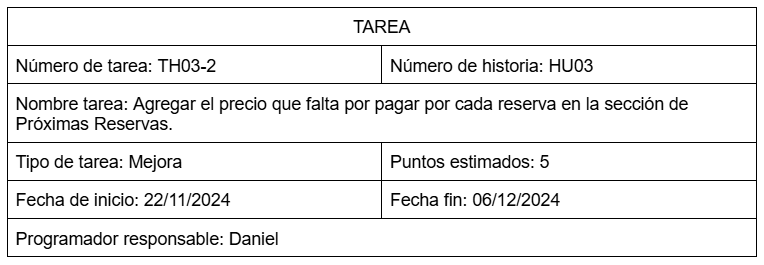 TAREA
Número de tarea: TH03-2
Número de historia: HU03
Nombre tarea: Agregar el precio que falta por pagar por cada reserva en la sección de
Próximas Reservas.
Tipo de tarea: Mejora
Puntos estimados: 5
Fecha de inicio: 22/11/2024
Fecha fin: 06/12/2024
Programador responsable: Daniel